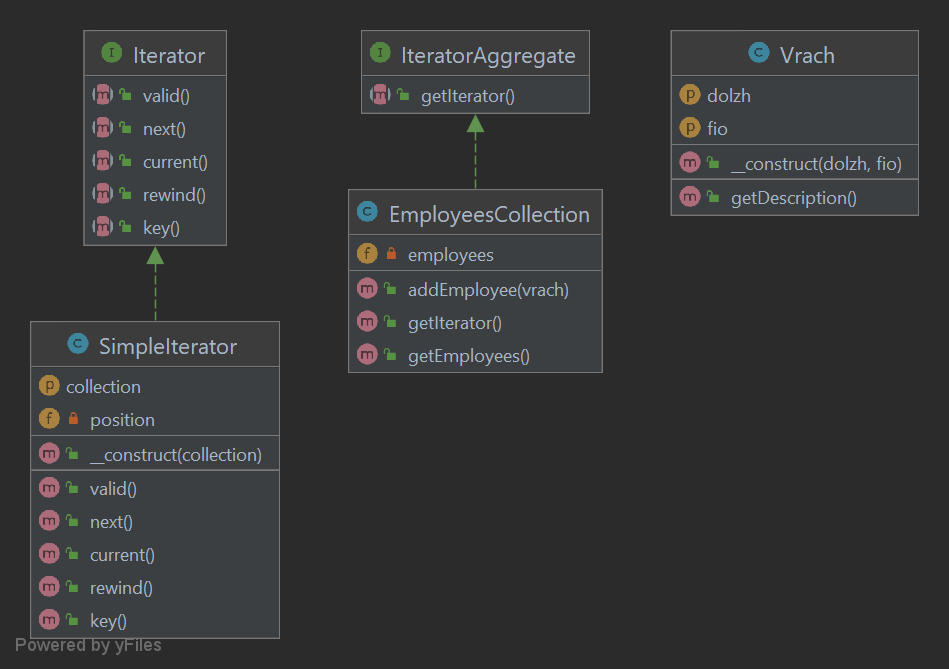 Iterator
valid()
next()
current()
rewind()
key()
IteratorAggregate
getIterator()
Vrach
dolzh
fio
__construct(dolzh, fio)
getDescription()
EmployeesCollection
employees
addEmployee(vrach)
getIterator()
getEmployees()
SimpleIterator
collection
position
__construct(collection)
valid()
next()
current()
rewind()
key()
Powered by yFiles